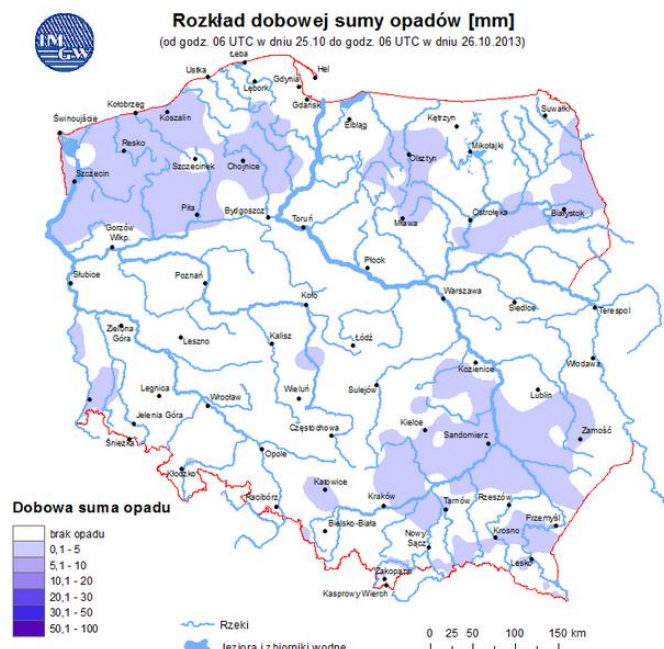 IM
GW
Rozkład dobowej sumy opadów [mm]
(od godz. 06 UTC w dniu 25.10 do godz. 06 UTC w dniu 26.10.2013)
Łeba
Hel
Ustka
Gdynia
Lębork
Gdańsk
Kołobrzeg
Koszalin
Świnoujście
Elbląg
Kętrzyn
Suwałki
Resko
Szczecinek
Chojnice
Olsztyn
Mikołajki
Szczecin
Piła
Bydgoszcz
Toruń
Mława
Ostrołęka
Białystok
Gorzów
Wlkp.
Płock
Słubice
Poznań
Koło
Warszawa
Siedlce
Terespol
Zielona
Góra
Leszno
Kalisz
Łódź
Kozienice
Włodawa
Legnica
Wrocław
Wieluń
Sulejów
Lublin
Jelenia Góra
Śnieżka
Częstochowa
Kielce
Sandomierz
Zamość
Kłodzko
Opole
Racibórz
Katowice
Kraków
Tarnów
Rzeszów
Przemyśl
Bielsko-Biała
Nowy
Sącz
Krosno
Lesko
Zakopane
Kasprowy Wierch
Dobowa suma opadu
brak opadu
0,1 - 5
5,1 - 10
10,1 - 20
20,1 - 30
30,1 - 50
50,1 - 100
Rzeki
Jeziora i zbiorniki wodne
0 25 50 100 150 km